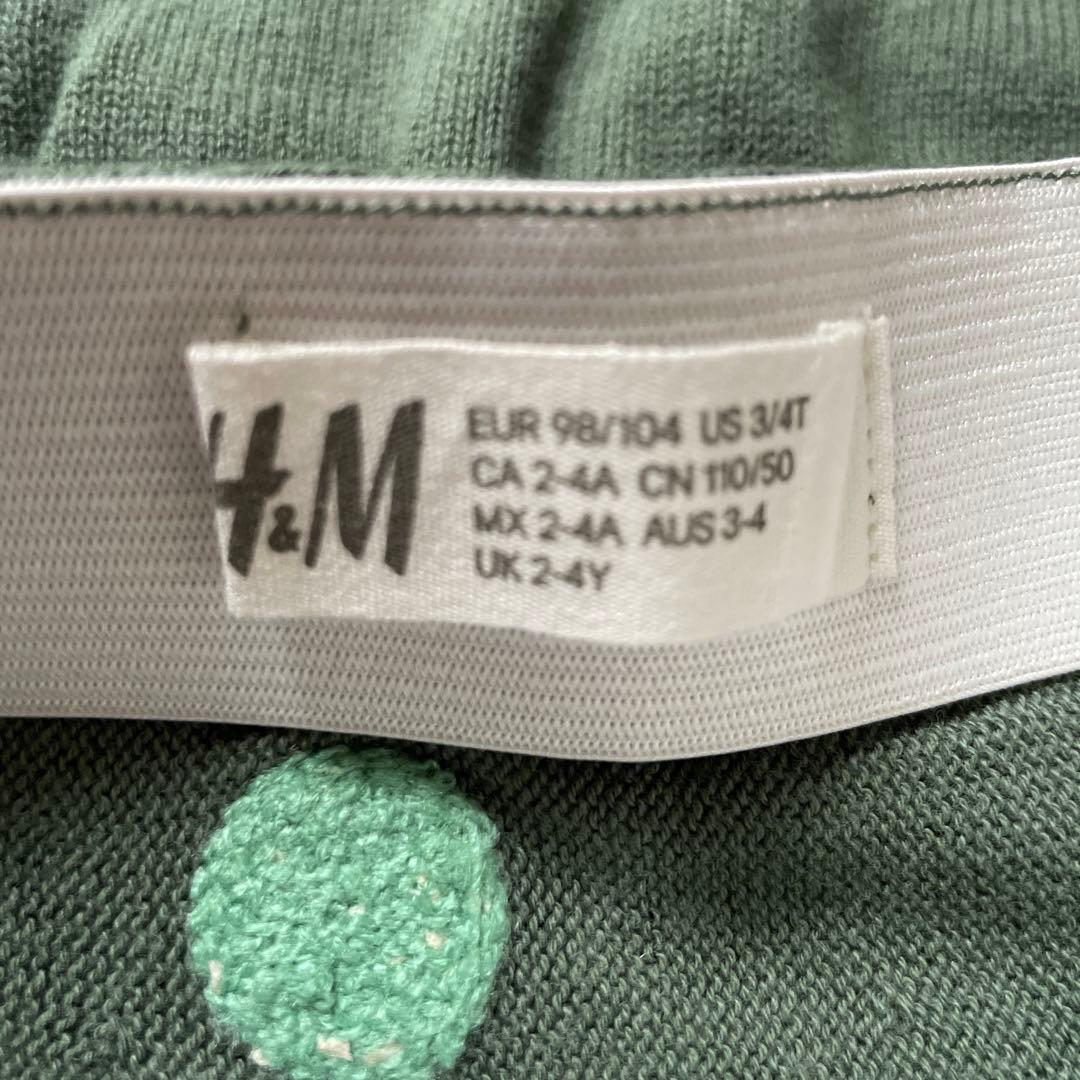 H&M
EUR 98/104 US 3/4T
CA 2-4A CN 110/50
MX 2-4A AUS 3-4
UK 2-4Y